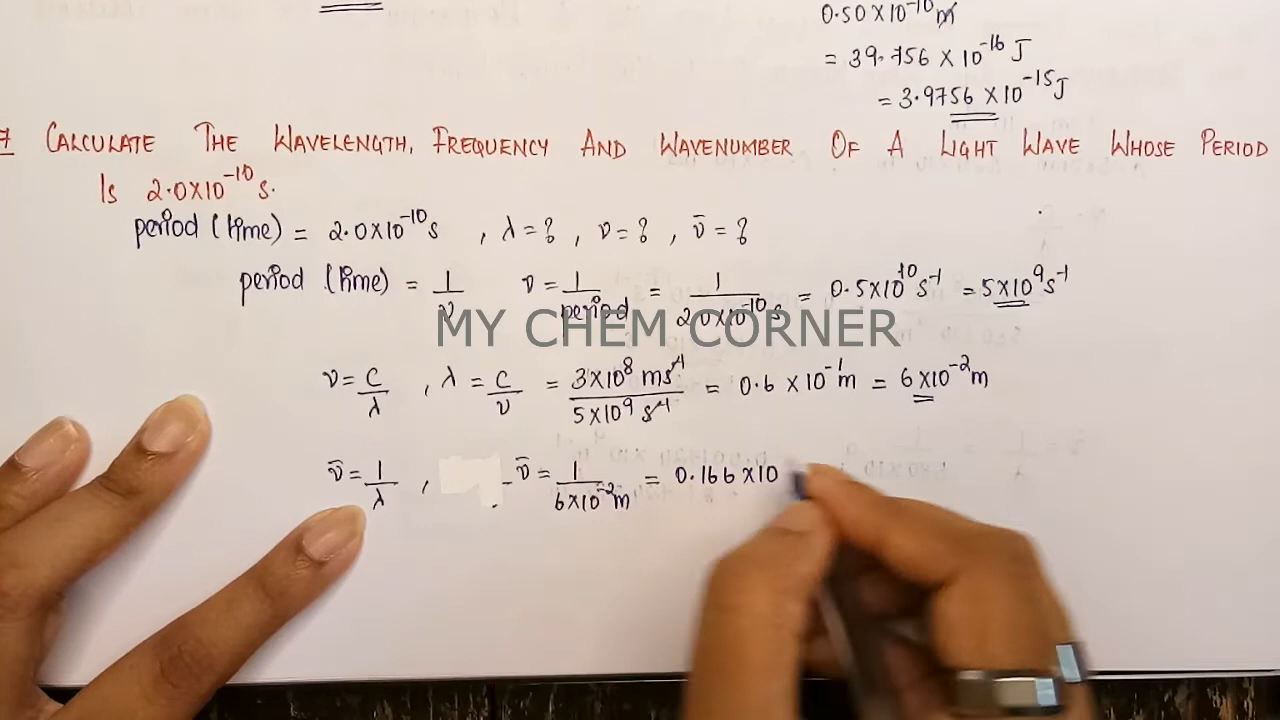 0.50×10⁻¹⁰m
= 39.756 × 10⁻¹⁶ J
= 3.9756 × 10⁻¹⁵ J
7 CALCULATE THE WAVELENGTH, FREQUENCY AND WAVENUMBER OF A LIGHT WAVE WHOSE PERIOD
IS 2.0×10⁻¹⁰ s.
period (time) = 2.0×10⁻¹⁰ s , λ = ? , ν = ? , ν̄ = ?
period (time) = 1/ν ν = 1/period = 1/2.0×10⁻¹⁰ s = 0.5×10¹⁰ s⁻¹ = 5×10⁹ s⁻¹
MY CHEM CORNER
ν = c/λ , λ = c/ν = 3×10⁸ ms⁻¹/5×10⁹ s⁻¹ = 0.6 × 10⁻¹ m = 6×10⁻² m
ν̄ = 1/λ , ν̄ = 1/6×10⁻² m = 0.166×10